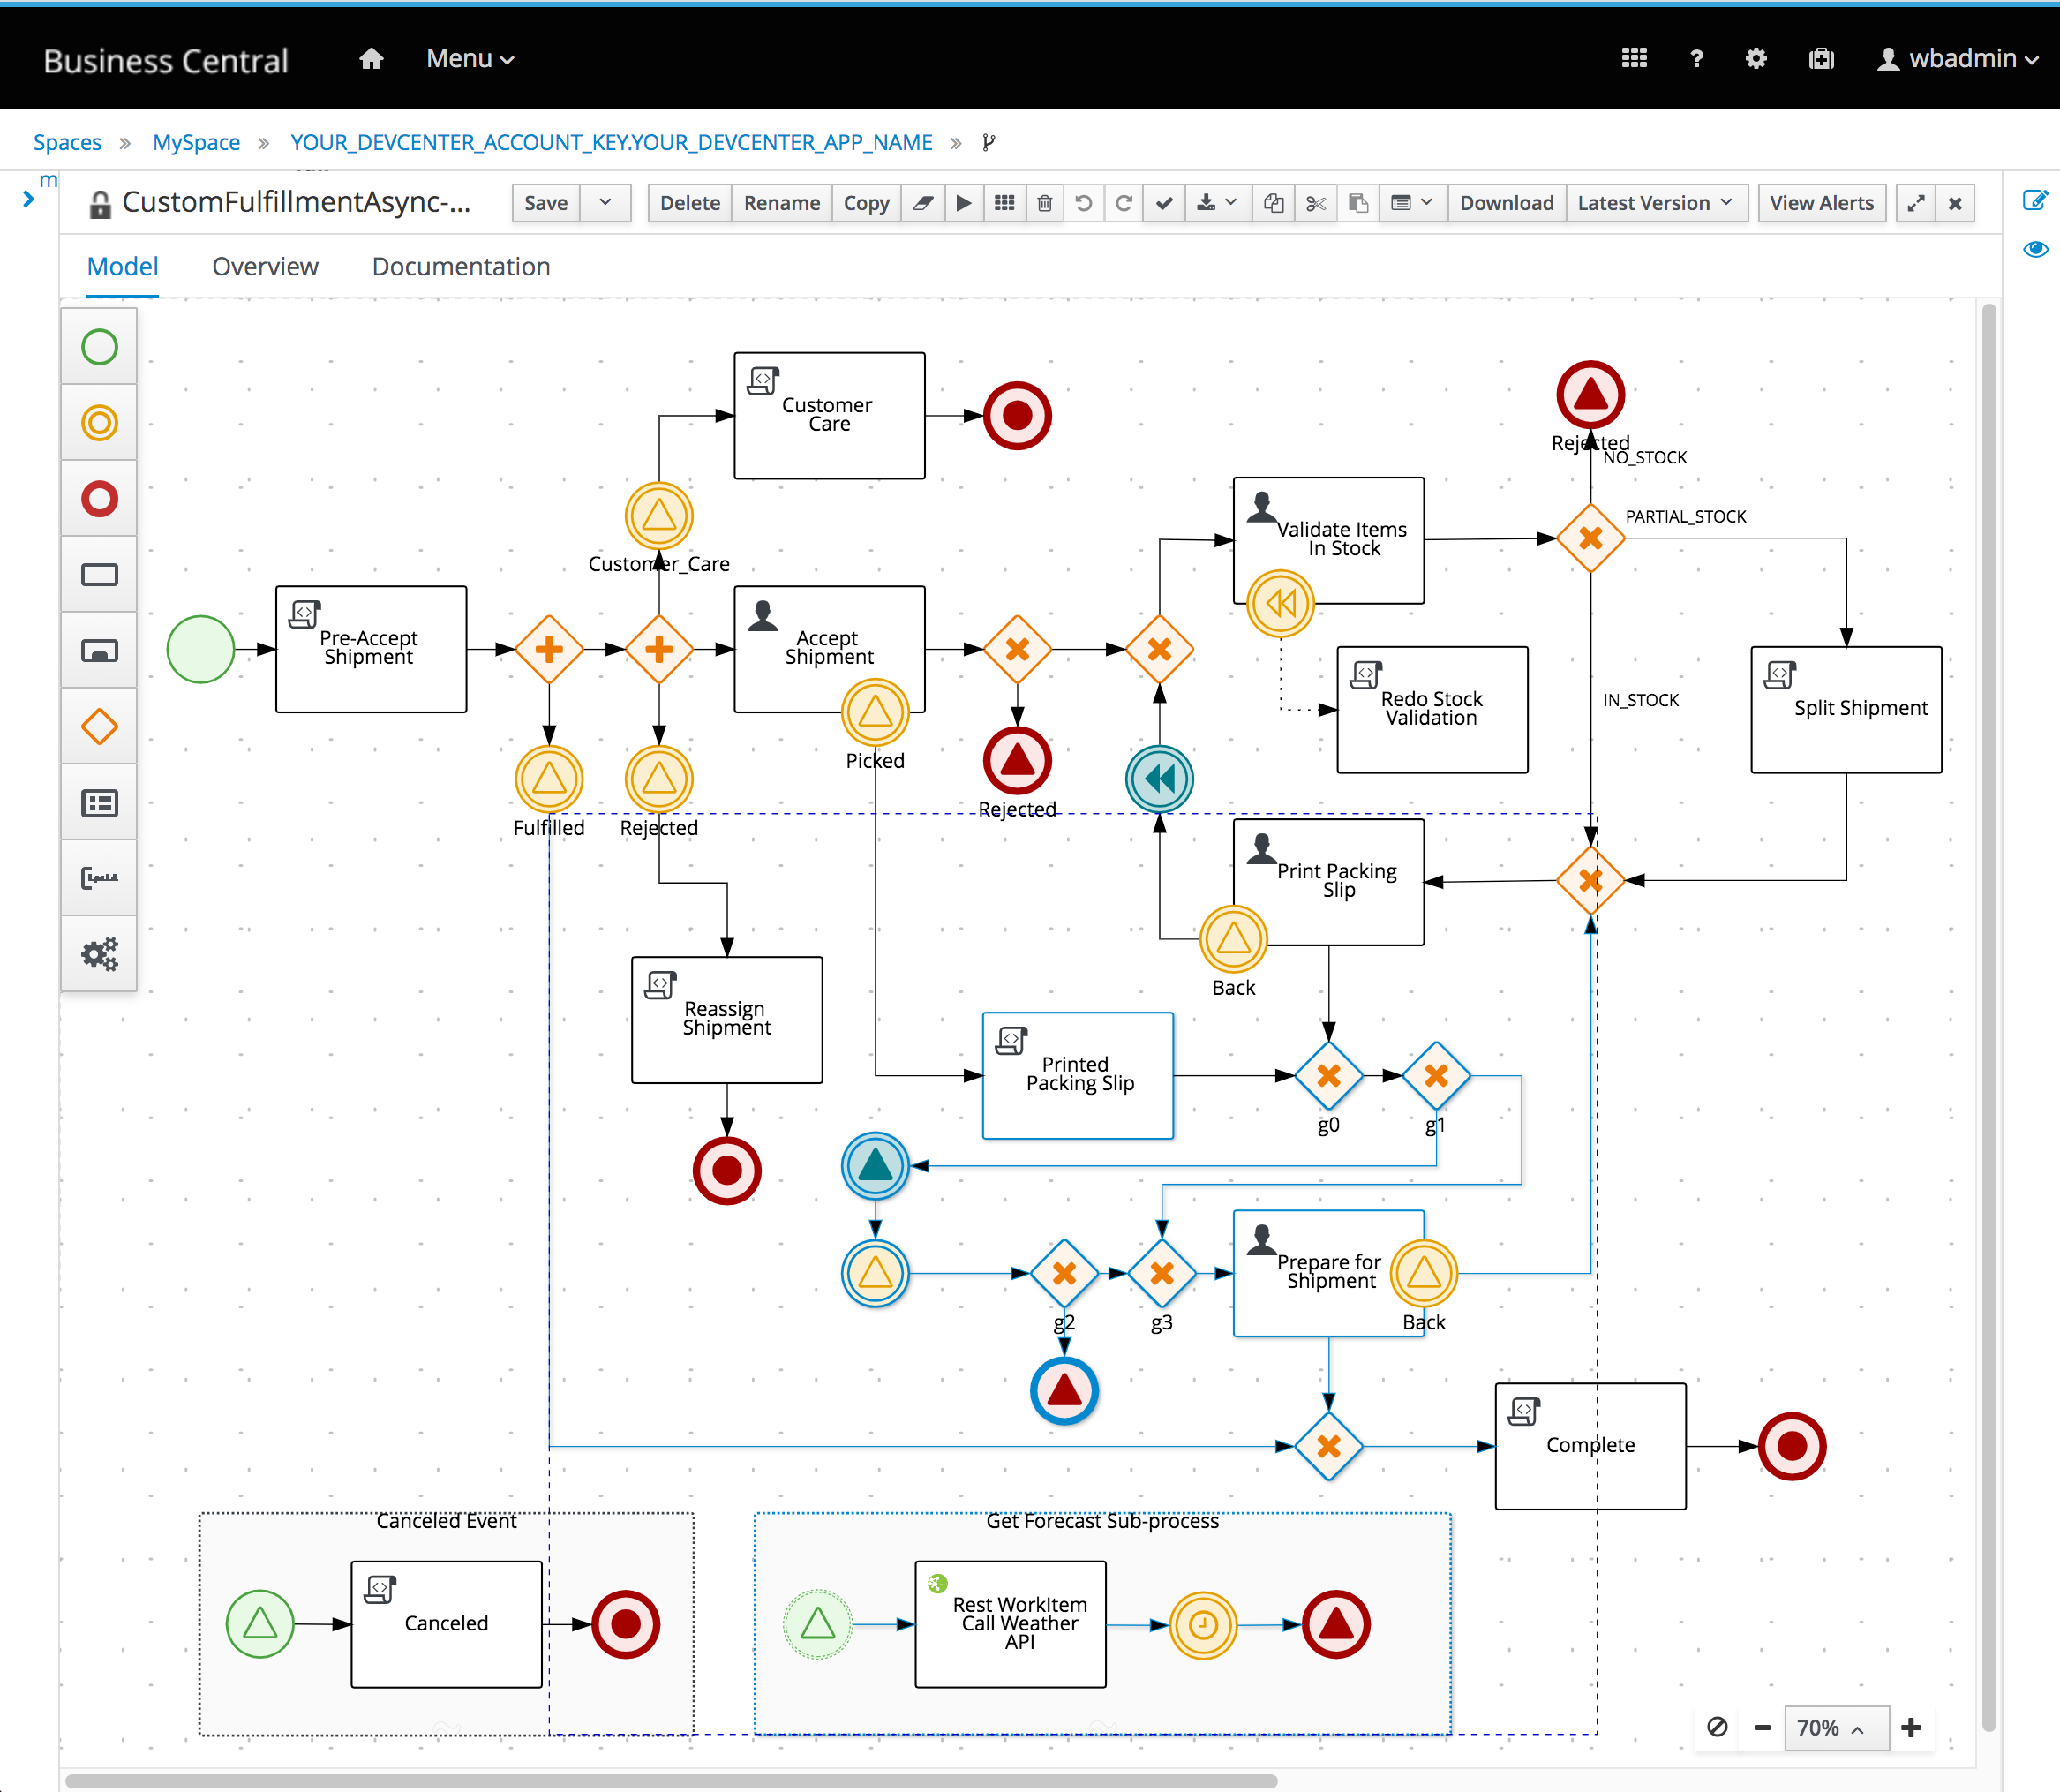 Business Central
Menu
wbadmin
Spaces » MySpace » YOUR_DEVCENTER_ACCOUNT_KEY.YOUR_DEVCENTER_APP_NAME »
m
CustomFulfillmentAsync-...
Save
Delete
Rename
Copy
Download
Latest Version
View Alerts
Model
Overview
Documentation
Customer
Care
Rejected
NO_STOCK
PARTIAL_STOCK
Validate Items
In Stock
Customer_Care
Pre-Accept
Shipment
Accept
Shipment
Redo Stock
Validation
IN_STOCK
Split Shipment
Picked
Rejected
Fulfilled
Rejected
Print Packing
Slip
Back
Reassign
Shipment
Printed
Packing Slip
g0
g1
Prepare for
Shipment
g2
g3
Back
Complete
Canceled Event
Canceled
Get Forecast Sub-process
Rest WorkItem
Call Weather
API
70%